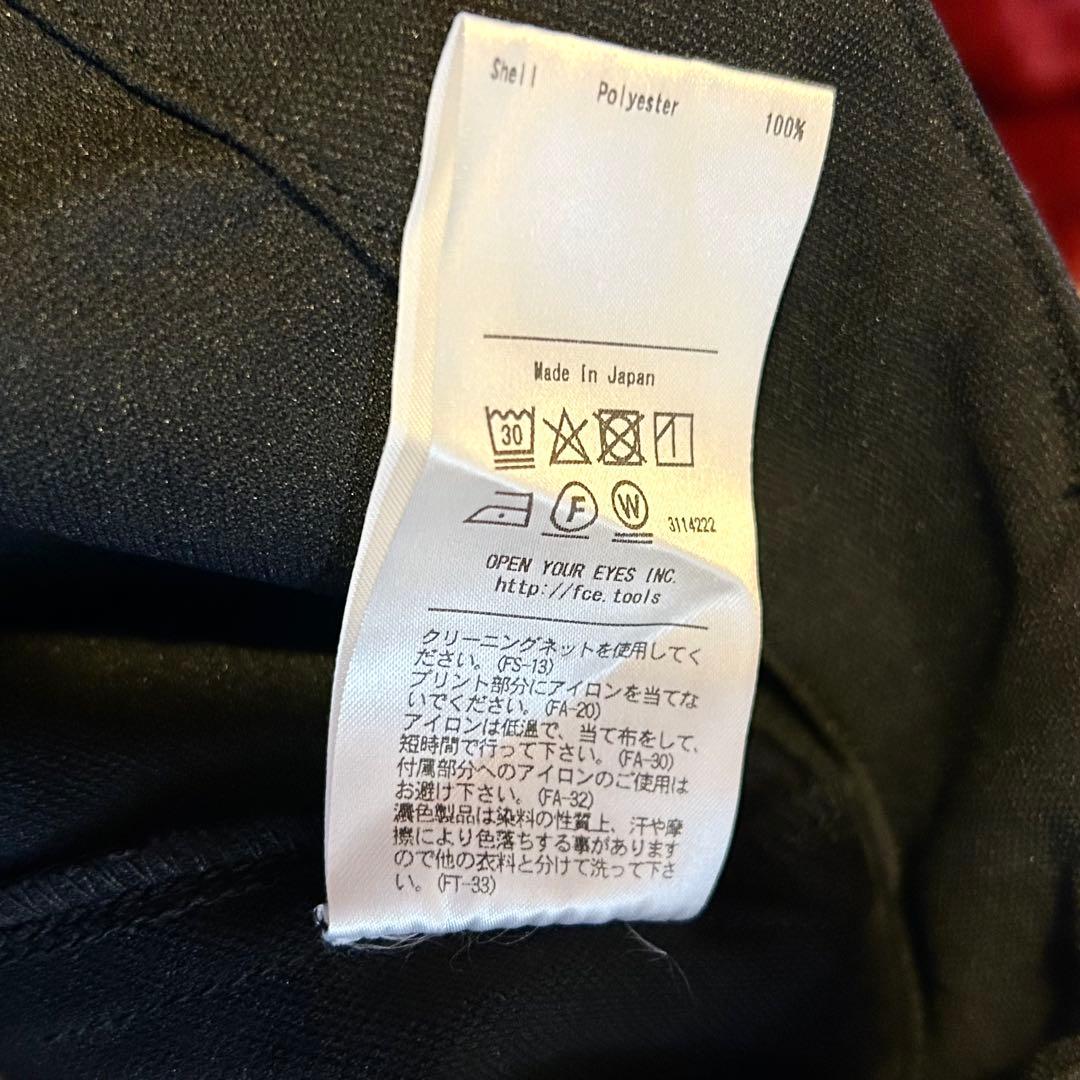 Shell Polyester 100%
Made In Japan
30
F W 3114222
OPEN YOUR EYES INC.
http://fce.tools
クリーニングネットを使用してく
ださい。(FS-13)
プリント部分にアイロンを当てな
いでください。(FA-20)
アイロンは低温で、当て布をして、
短時間で行って下さい。(FA-30)
付属部分へのアイロンのご使用は
お避け下さい。(FA-32)
濃色製品は染料の性質上、汗や摩
擦により色落ちする事があります
ので他の衣料と分けて洗って下さ
い。(FT-33)